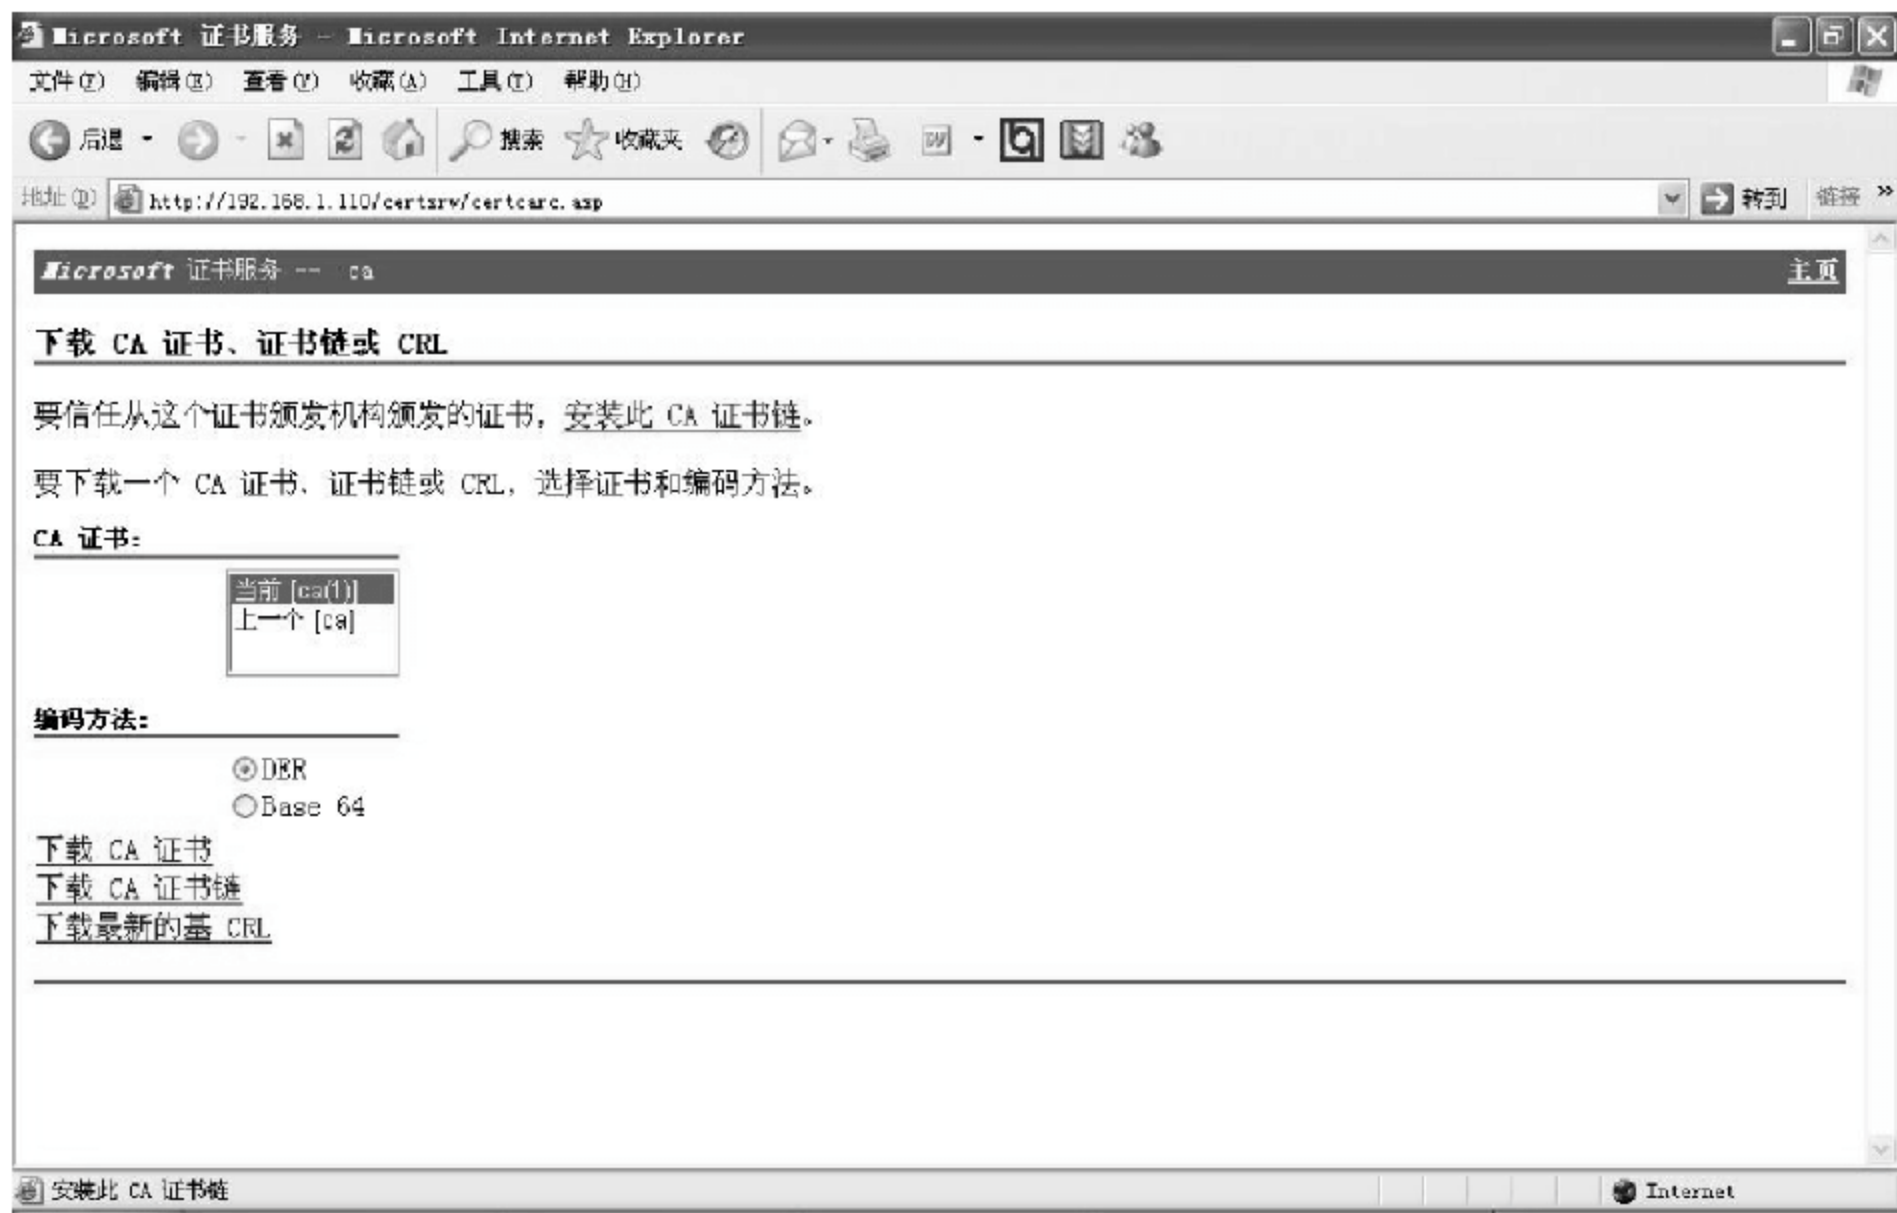 Microsoft 证书服务 - Microsoft Internet Explorer
文件(F) 编辑(E) 查看(V) 收藏(A) 工具(T) 帮助(H)
后退 搜索 收藏夹
地址(D) http://192.168.1.110/certsrv/certcarc.asp 转到 链接 »
Microsoft 证书服务 -- ca 主页
下载 CA 证书、证书链或 CRL
要信任从这个证书颁发机构颁发的证书，安装此 CA 证书链。
要下载一个 CA 证书、证书链或 CRL，选择证书和编码方法。
CA 证书:
当前 [ca(1)]
上一个 [ca]
编码方法:
DER
Base 64
下载 CA 证书
下载 CA 证书链
下载最新的基 CRL
安装此 CA 证书链 Internet